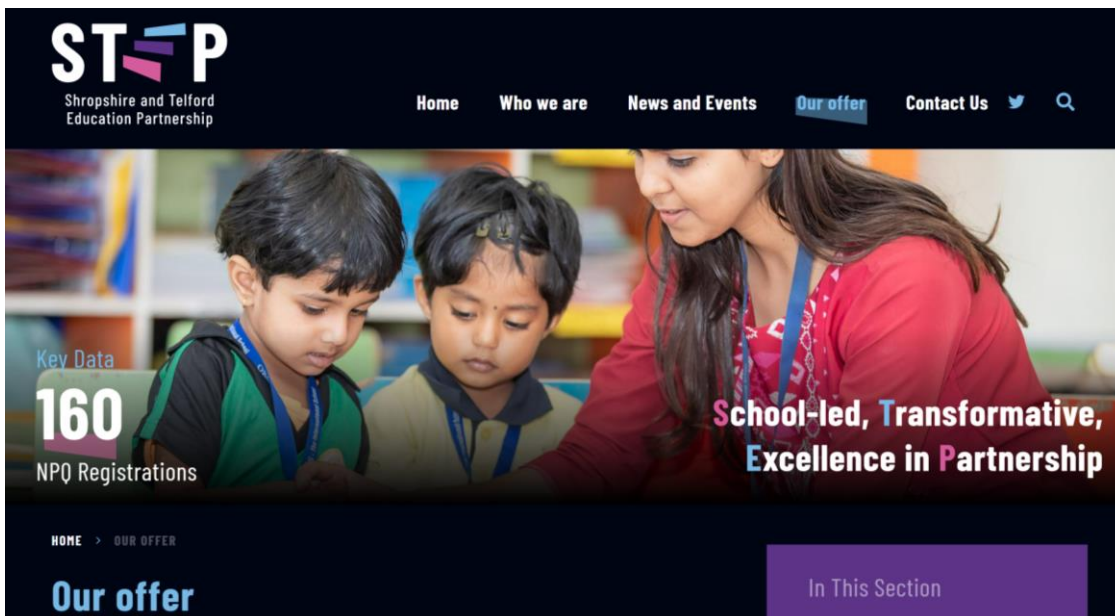 STEP
Shropshire and Telford
Education Partnership
Home Who we are News and Events Our offer Contact Us
Key Data
160
NPQ Registrations
School-led, Transformative,
Excellence in Partnership
HOME > OUR OFFER
Our offer
In This Section